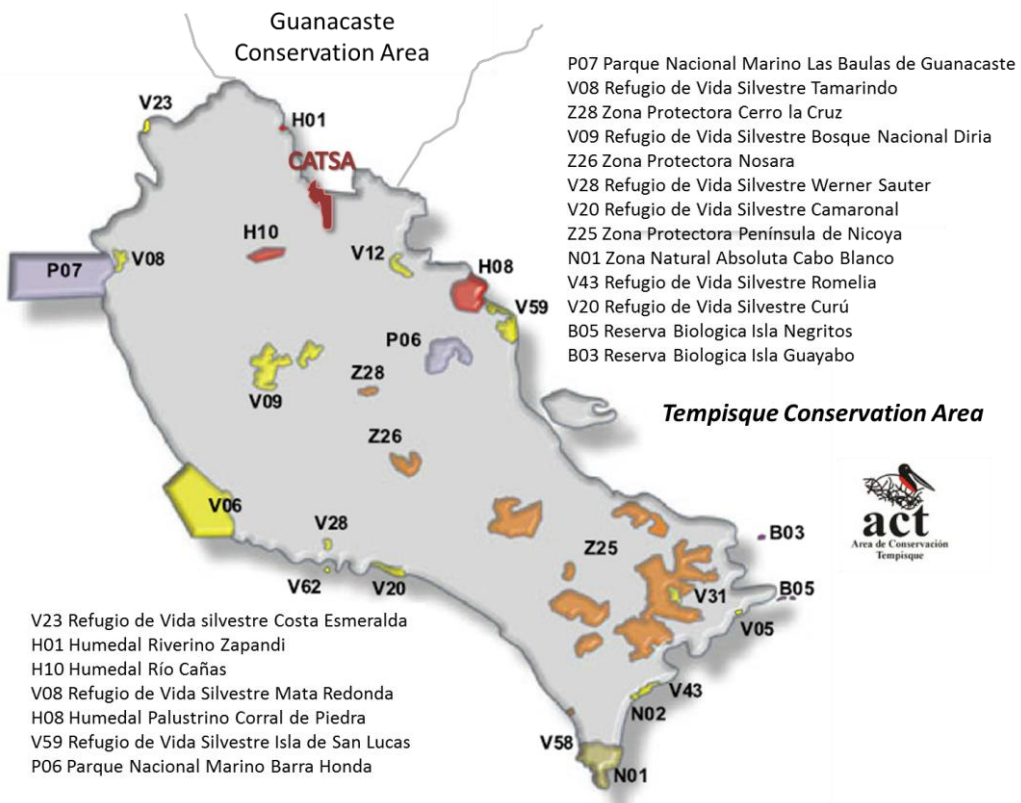 Guanacaste
Conservation Area
P07 Parque Nacional Marino Las Baulas de Guanacaste
V08 Refugio de Vida Silvestre Tamarindo
Z28 Zona Protectora Cerro la Cruz
V09 Refugio de Vida Silvestre Bosque Nacional Diria
Z26 Zona Protectora Nosara
V28 Refugio de Vida Silvestre Werner Sauter
V20 Refugio de Vida Silvestre Camaronal
Z25 Zona Protectora Península de Nicoya
N01 Zona Natural Absoluta Cabo Blanco
V43 Refugio de Vida Silvestre Romelia
V20 Refugio de Vida Silvestre Curú
B05 Reserva Biologica Isla Negritos
B03 Reserva Biologica Isla Guayabo
Tempisque Conservation Area
act
Area de Conservación
Tempisque
V23
H01
CATSA
H10
V12
V08
P07
H08
V59
P06
Z28
V09
Z26
V06
V28
V62
V20
Z25
B03
V31
B05
V05
V43
N02
V58
N01
V23 Refugio de Vida silvestre Costa Esmeralda
H01 Humedal Riverino Zapandi
H10 Humedal Río Cañas
V08 Refugio de Vida Silvestre Mata Redonda
H08 Humedal Palustrino Corral de Piedra
V59 Refugio de Vida Silvestre Isla de San Lucas
P06 Parque Nacional Marino Barra Honda